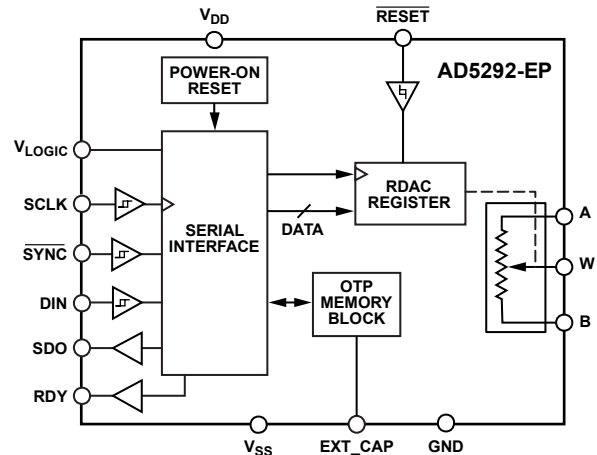 VDD
RESET
AD5292-EP
POWER-ON
RESET
VLOGIC
SCLK
SYNC
DIN
SDO
RDY
SERIAL
INTERFACE
DATA
RDAC
REGISTER
OTP
MEMORY
BLOCK
A
W
B
VSS
EXT_CAP
GND